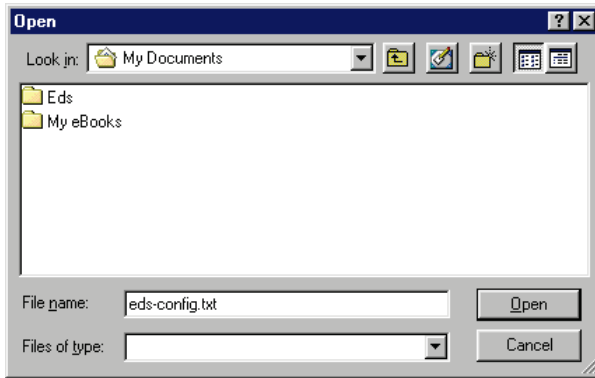 Open
Look in: My Documents
Eds
My eBooks
File name: eds-config.txt Open
Files of type: Cancel